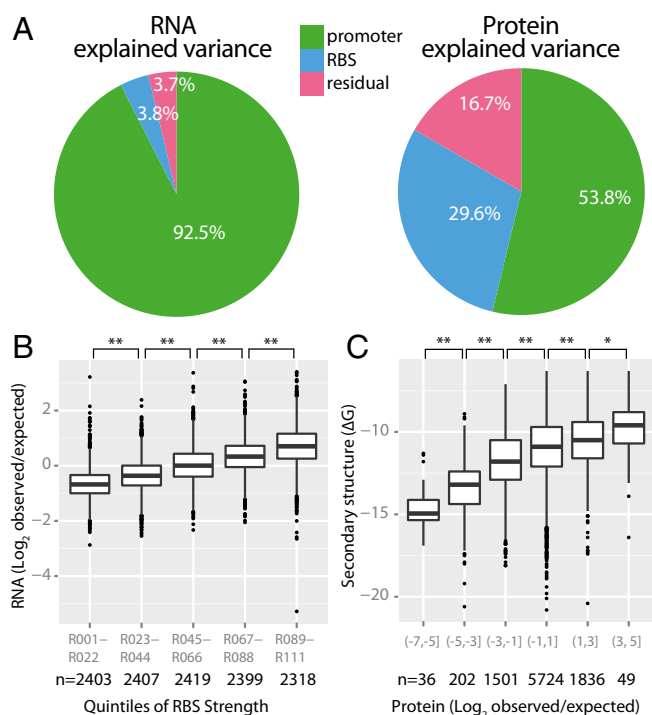 A
RNA
explained variance
promoter
RBS
residual
Protein
explained variance
3.7%
3.8%
92.5%
16.7%
29.6%
53.8%
B
** ** ** **
RNA (Log2 observed/expected)
2
0
−2
−4
R001– R023– R045– R067– R089–
R022 R044 R066 R088 R111
n=2403 2407 2419 2399 2318
Quintiles of RBS Strength
C
** ** ** ** *
Secondary structure (ΔG)
−10
−15
−20
(-7,-5] (-5,-3] (-3,-1] (-1,1] (1,3] (3, 5]
n=36 202 1501 5724 1836 49
Protein (Log2 observed/expected)